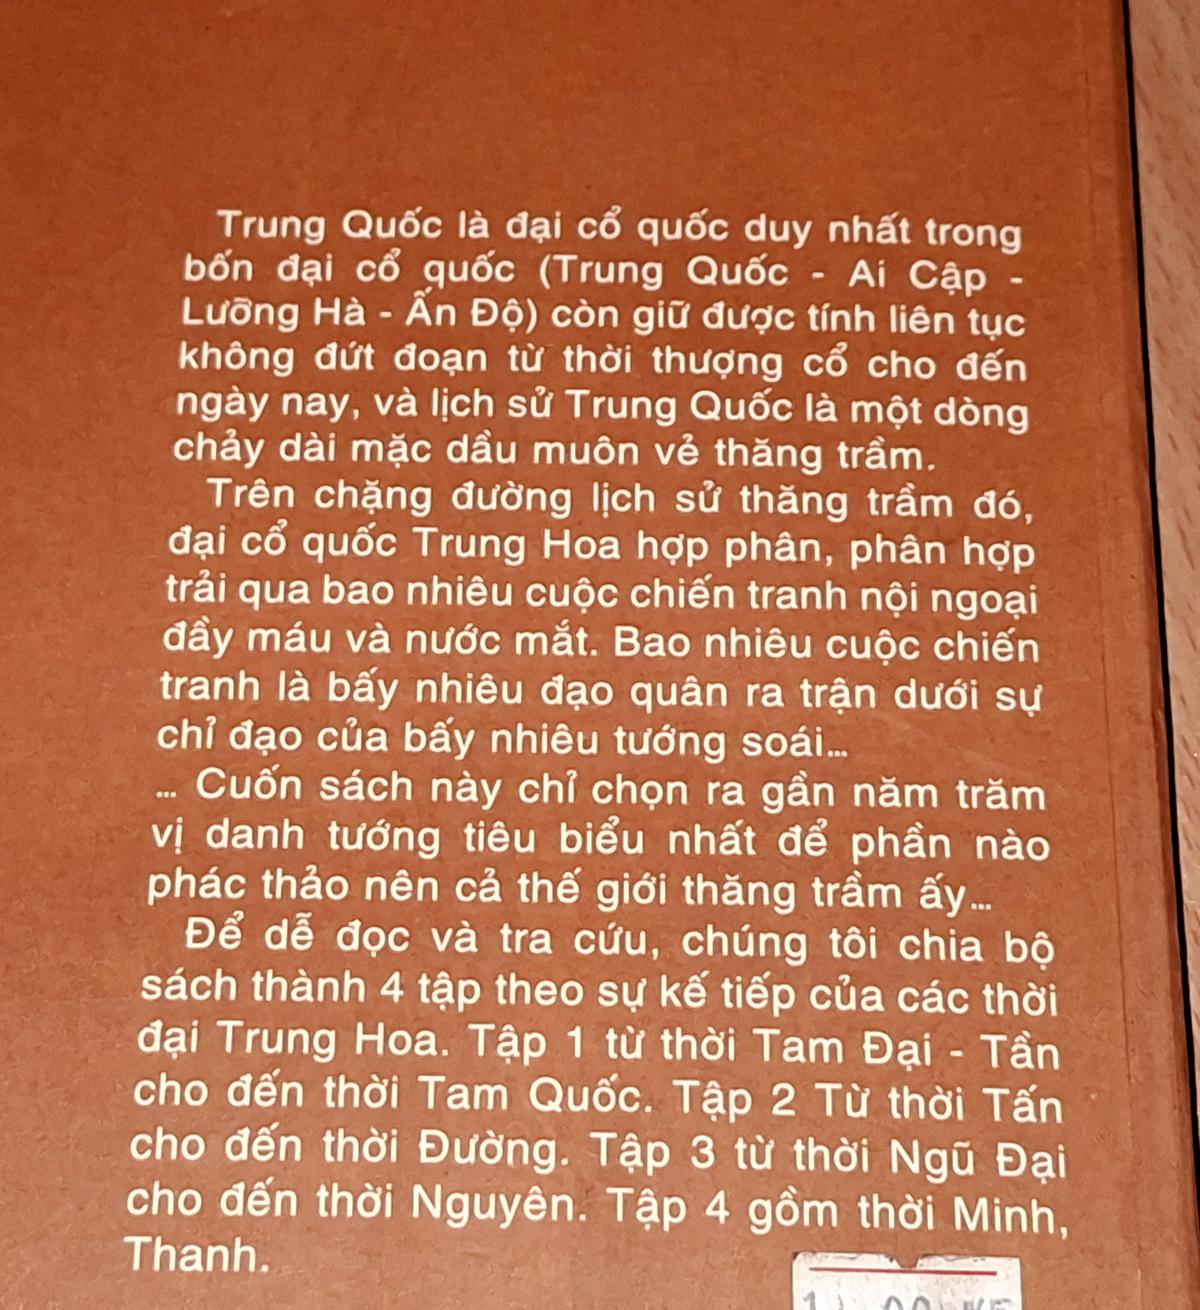 Trung Quốc là đại cổ quốc duy nhất trong
bốn đại cổ quốc (Trung Quốc - Ai Cập -
Lưỡng Hà - Ấn Độ) còn giữ được tính liên tục
không đứt đoạn từ thời thượng cổ cho đến
ngày nay, và lịch sử Trung Quốc là một dòng
chảy dài mặc dầu muôn vẻ thăng trầm.
Trên chặng đường lịch sử thăng trầm đó,
đại cổ quốc Trung Hoa hợp phân, phân hợp
trải qua bao nhiêu cuộc chiến tranh nội ngoại
đầy máu và nước mắt. Bao nhiêu cuộc chiến
tranh là bấy nhiêu đạo quân ra trận dưới sự
chỉ đạo của bấy nhiêu tướng soái...
... Cuốn sách này chỉ chọn ra gần năm trăm
vị danh tướng tiêu biểu nhất để phần nào
phác thảo nên cả thế giới thăng trầm ấy...
Để dễ đọc và tra cứu, chúng tôi chia bộ
sách thành 4 tập theo sự kế tiếp của các thời
đại Trung Hoa. Tập 1 từ thời Tam Đại - Tần
cho đến thời Tam Quốc. Tập 2 Từ thời Tấn
cho đến thời Đường. Tập 3 từ thời Ngũ Đại
cho đến thời Nguyên. Tập 4 gồm thời Minh,
Thanh.